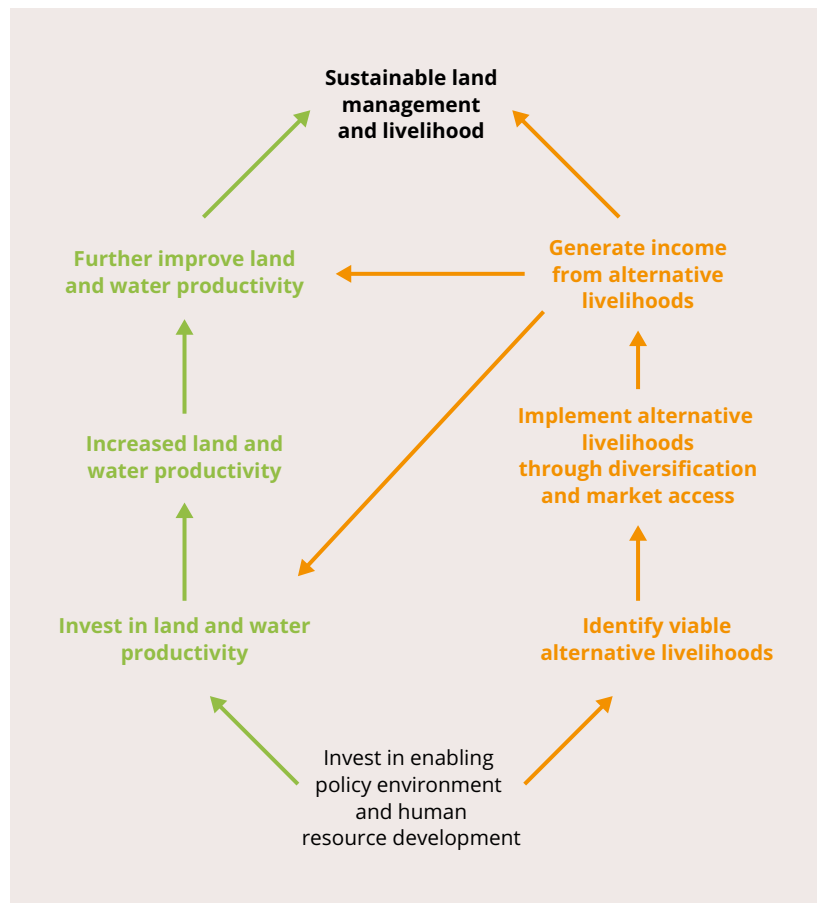 Sustainable land
management
and livelihood
Further improve land
and water productivity
Generate income
from alternative
livelihoods
Increased land and
water productivity
Implement alternative
livelihoods
through diversification
and market access
Invest in land and water
productivity
Identify viable
alternative livelihoods
Invest in enabling
policy environment
and human
resource development